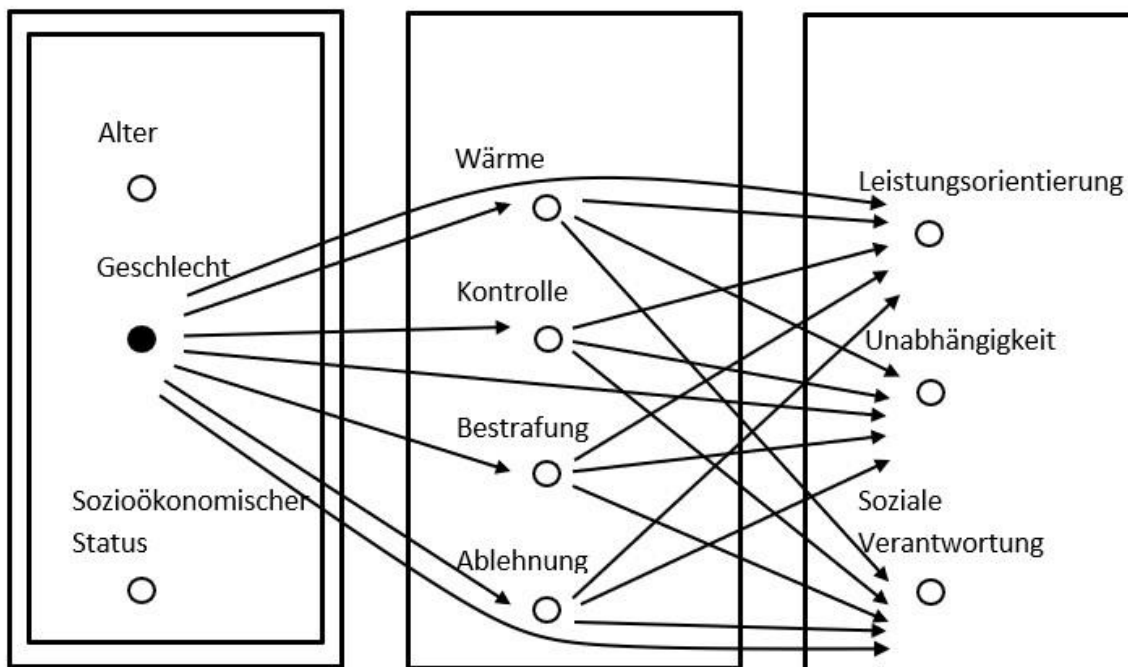 Alter
Geschlecht
Sozioökonomischer
Status
Wärme
Kontrolle
Bestrafung
Ablehnung
Leistungsorientierung
Unabhängigkeit
Soziale
Verantwortung